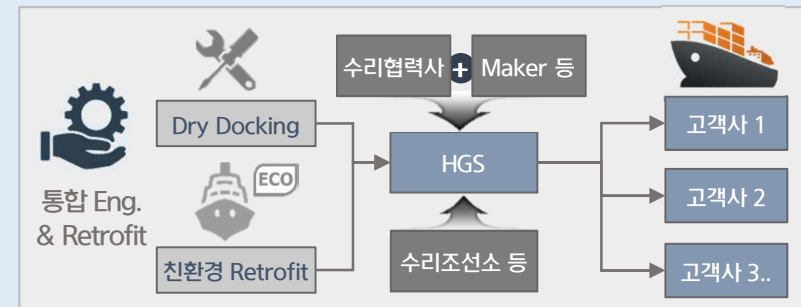 통합 Eng.
& Retrofit
Dry Docking
ECO
친환경 Retrofit
수리협력사 + Maker 등
HGS
수리조선소 등
고객사 1
고객사 2
고객사 3..